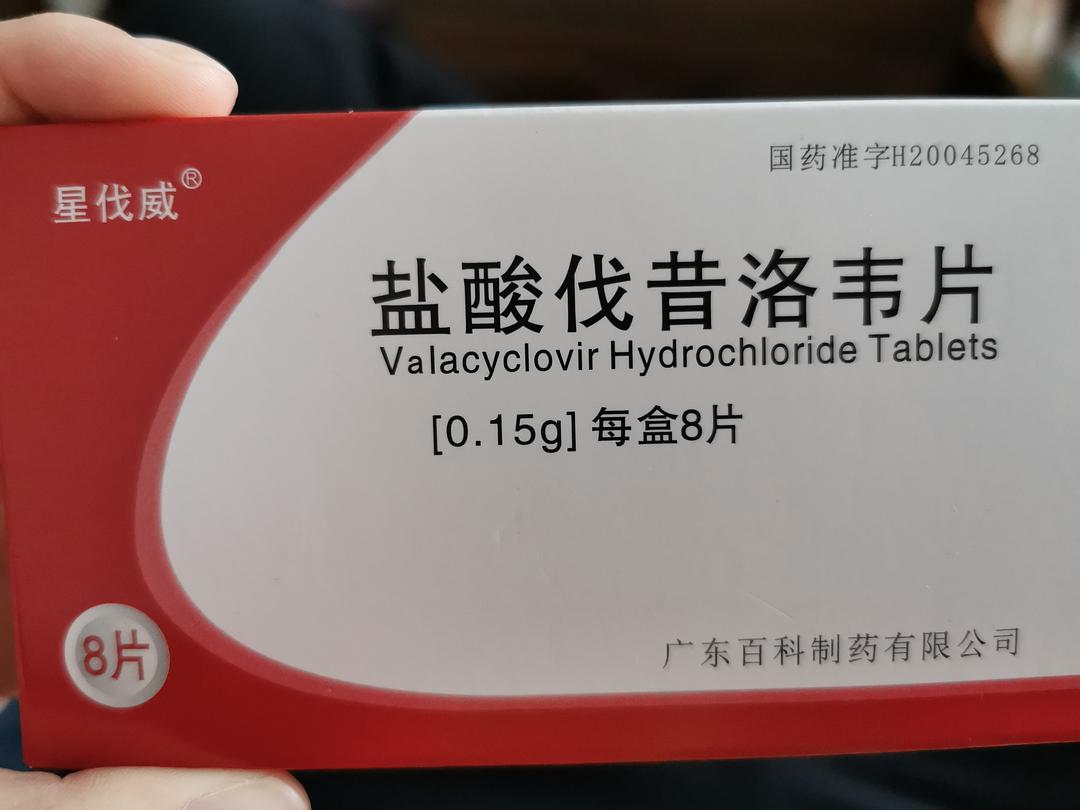 星伐威®
国药准字H20045268
盐酸伐昔洛韦片
Valacyclovir Hydrochloride Tablets
[0.15g] 每盒8片
8片
广东百科制药有限公司